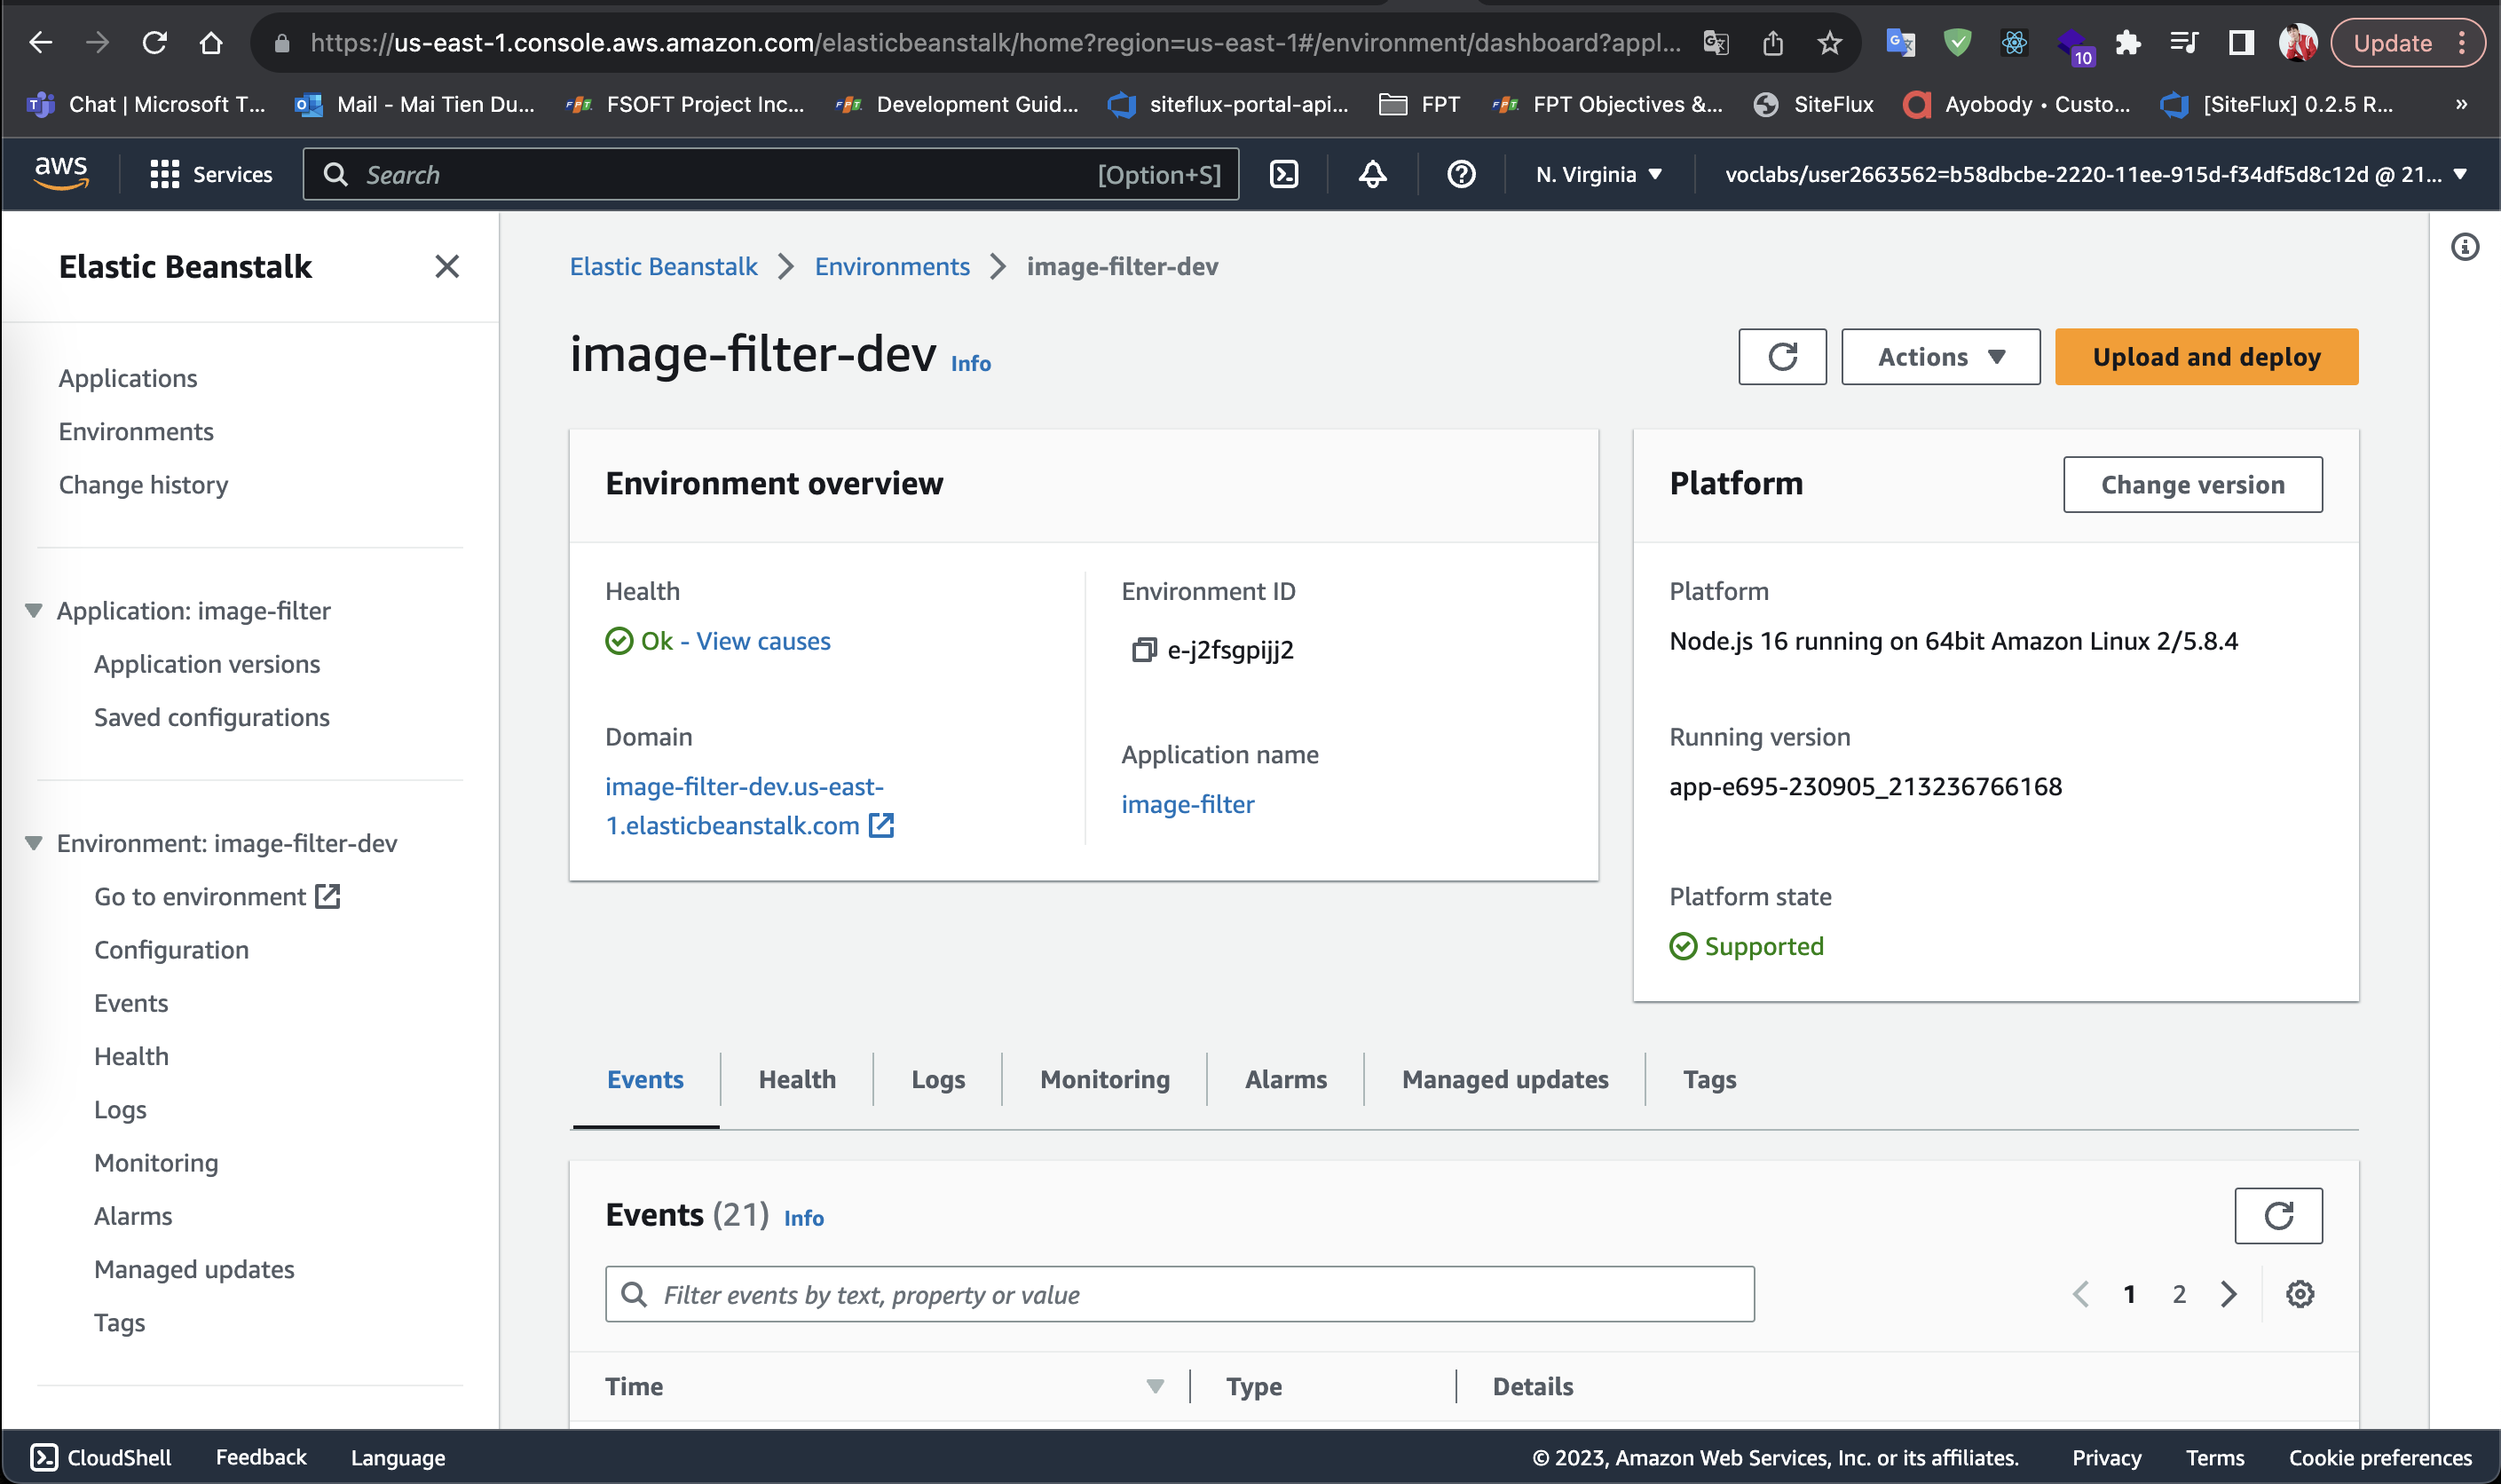 https://us-east-1.console.aws.amazon.com/elasticbeanstalk/home?region=us-east-1#/environment/dashboard?appl...
10
Update
Chat | Microsoft T...
Mail - Mai Tien Du...
FSOFT Project Inc...
Development Guid...
siteflux-portal-api...
FPT
FPT Objectives &...
SiteFlux
Ayobody • Custo...
[SiteFlux] 0.2.5 R...
»
aws
Services
Search
[Option+S]
N. Virginia
voclabs/user2663562=b58dbcbe-2220-11ee-915d-f34df5d8c12d @ 21...
Elastic Beanstalk
Applications
Environments
Change history
Application: image-filter
Application versions
Saved configurations
Environment: image-filter-dev
Go to environment
Configuration
Events
Health
Logs
Monitoring
Alarms
Managed updates
Tags
Elastic Beanstalk > Environments > image-filter-dev
image-filter-dev Info
Actions
Upload and deploy
Environment overview
Health
Ok - View causes
Domain
image-filter-dev.us-east-
1.elasticbeanstalk.com
Environment ID
e-j2fsgpijj2
Application name
image-filter
Platform
Change version
Platform
Node.js 16 running on 64bit Amazon Linux 2/5.8.4
Running version
app-e695-230905_213236766168
Platform state
Supported
Events
Health
Logs
Monitoring
Alarms
Managed updates
Tags
Events (21) Info
Filter events by text, property or value
1
2
Time
Type
Details
CloudShell
Feedback
Language
© 2023, Amazon Web Services, Inc. or its affiliates.
Privacy
Terms
Cookie preferences